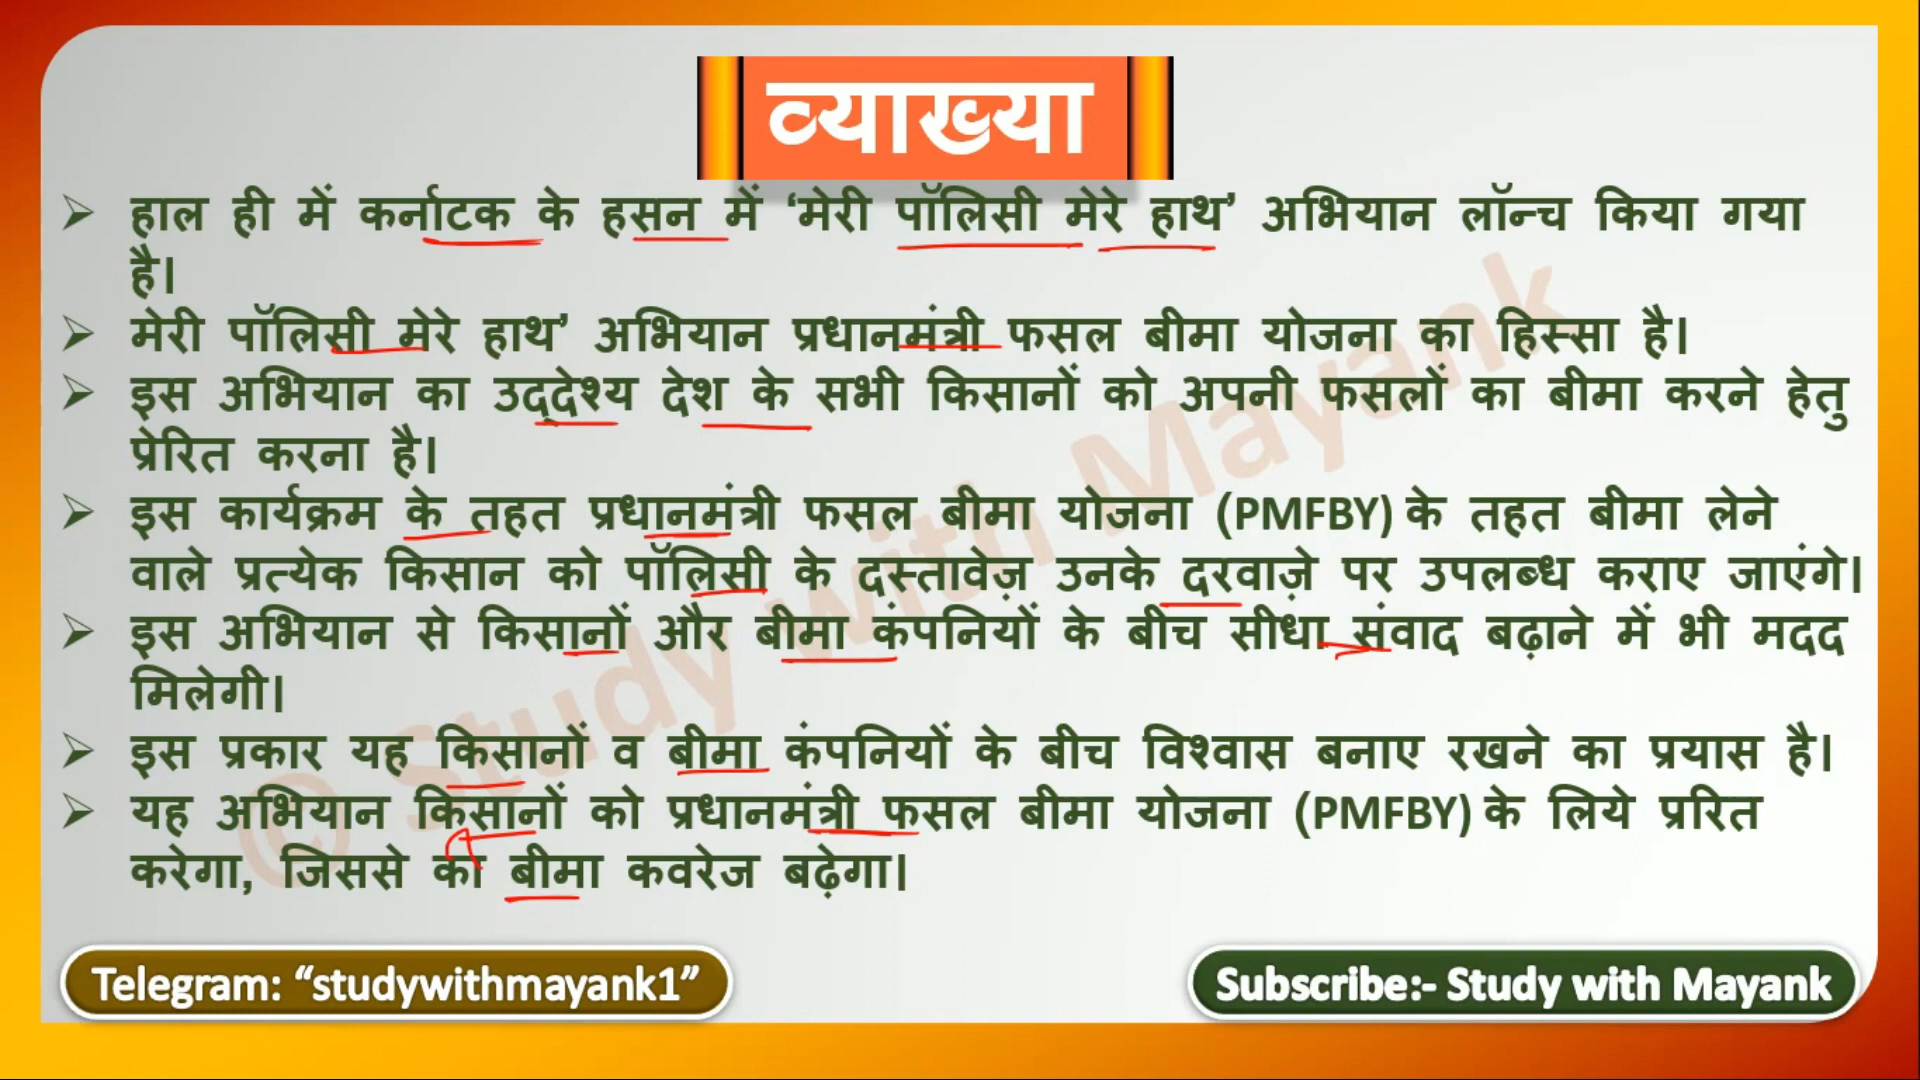 व्याख्या
➢ हाल ही में कर्नाटक के हसन में ‘मेरी पॉलिसी मेरे हाथ’ अभियान लॉन्च किया गया
है।
➢ मेरी पॉलिसी मेरे हाथ’ अभियान प्रधानमंत्री फसल बीमा योजना का हिस्सा है।
➢ इस अभियान का उद्देश्य देश के सभी किसानों को अपनी फसलों का बीमा करने हेतु
प्रेरित करना है।
➢ इस कार्यक्रम के तहत प्रधानमंत्री फसल बीमा योजना (PMFBY) के तहत बीमा लेने
वाले प्रत्येक किसान को पॉलिसी के दस्तावेज़ उनके दरवाज़े पर उपलब्ध कराए जाएंगे।
➢ इस अभियान से किसानों और बीमा कंपनियों के बीच सीधा संवाद बढ़ाने में भी मदद
मिलेगी।
➢ इस प्रकार यह किसानों व बीमा कंपनियों के बीच विश्वास बनाए रखने का प्रयास है।
➢ यह अभियान किसानों को प्रधानमंत्री फसल बीमा योजना (PMFBY) के लिये प्ररित
करेगा, जिससे का बीमा कवरेज बढ़ेगा।
© Study with Mayank
Telegram: “studywithmayank1”
Subscribe:- Study with Mayank